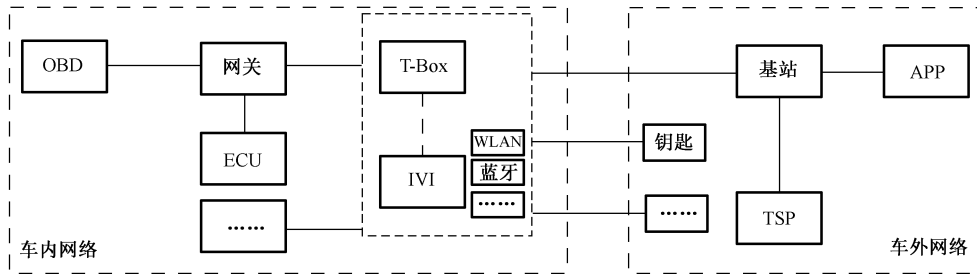 OBD
网关
T-Box
基站
APP
WLAN
钥匙
ECU
IVI
蓝牙
……
……
……
TSP
车内网络
车外网络